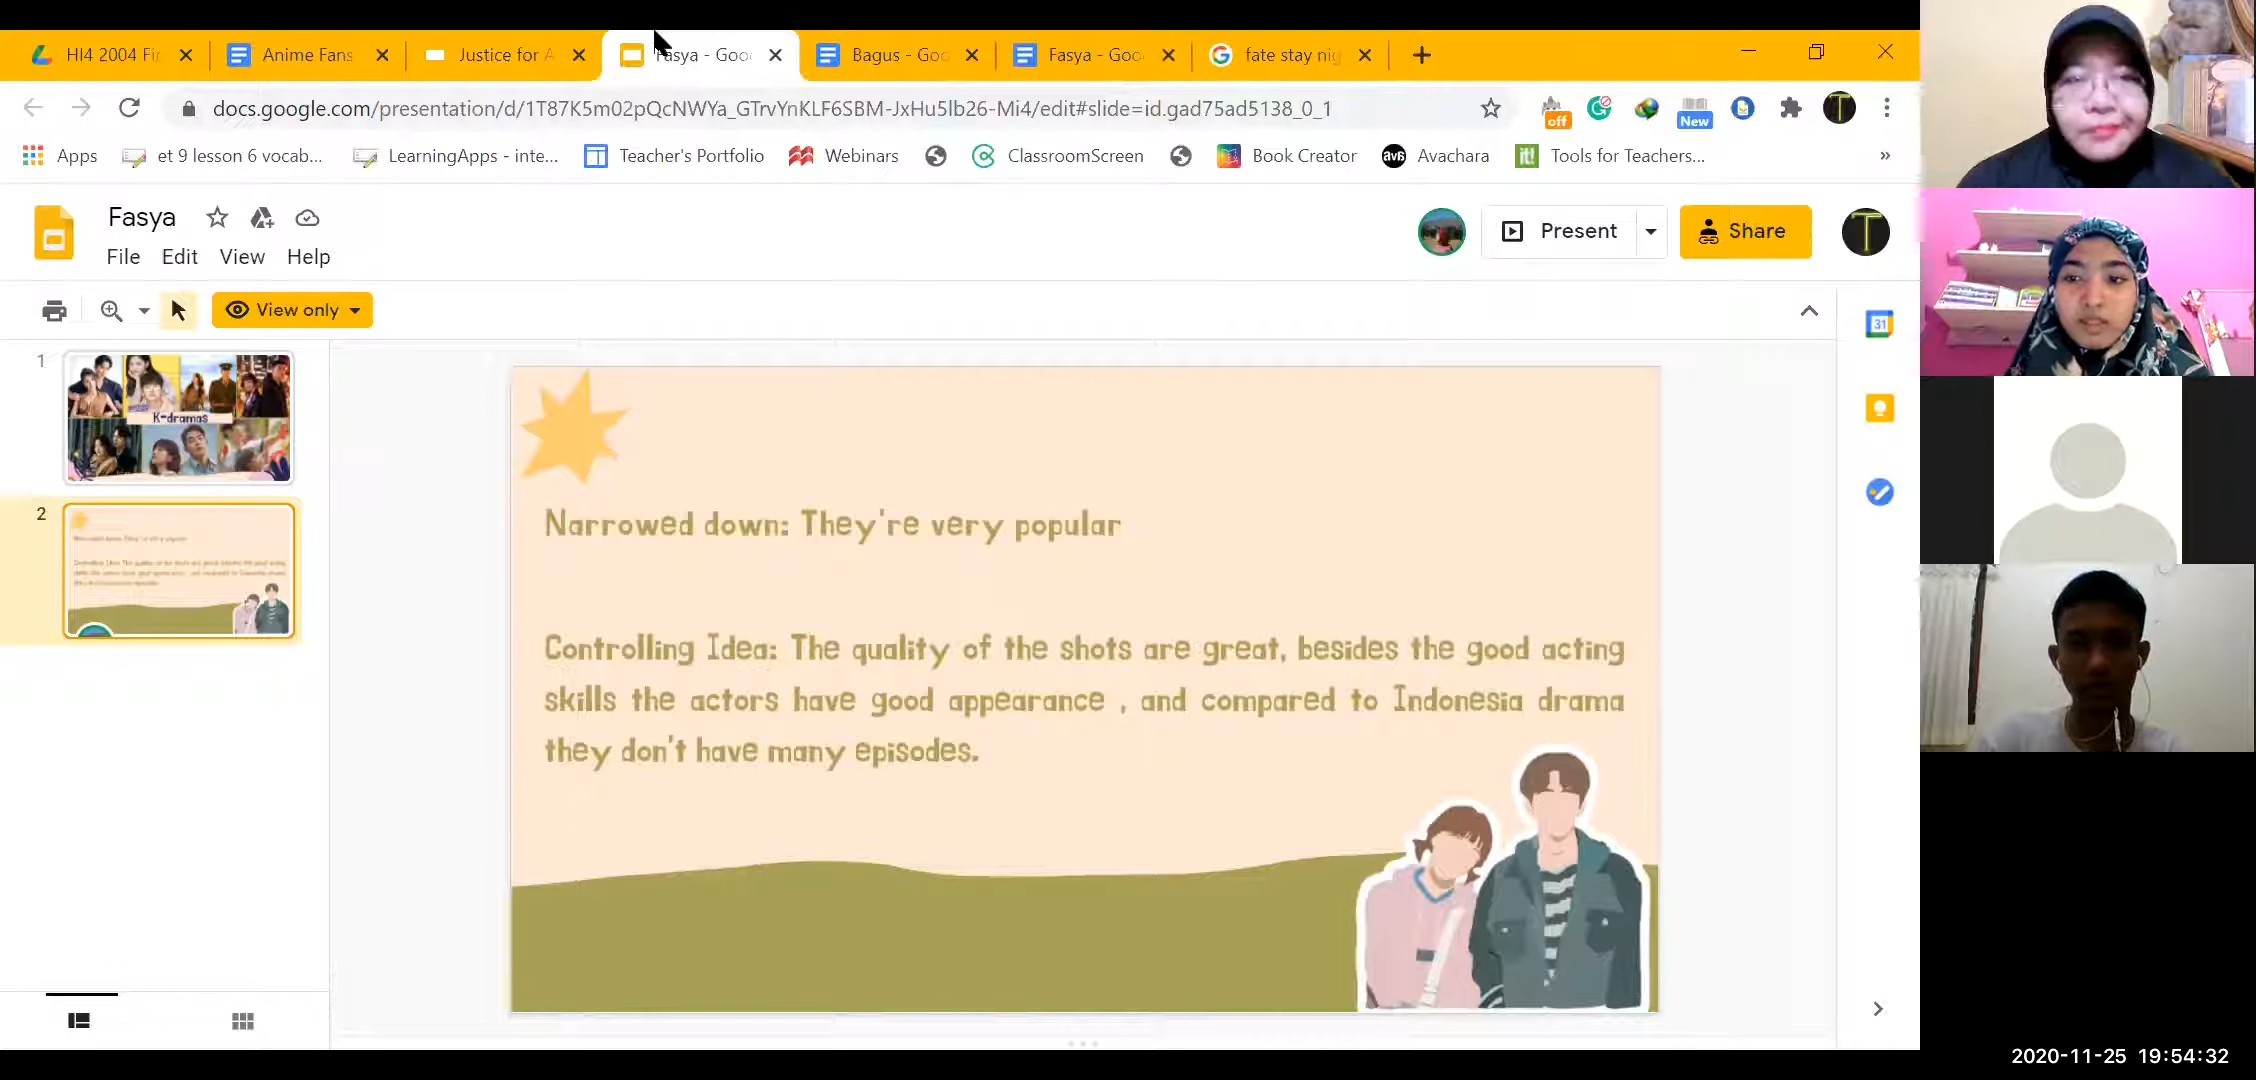 HI4 2004 Fir
Anime Fans
Justice for A
Fasya - Goo
Bagus - Goo
Fasya - Goo
fate stay nig
docs.google.com/presentation/d/1T87K5m02pQcNWYa_GTrvYnKLF6SBM-JxHu5lb26-Mi4/edit#slide=id.gad75ad5138_0_1
off
New
T
Apps
et 9 lesson 6 vocab...
LearningApps - inte...
Teacher's Portfolio
Webinars
ClassroomScreen
Book Creator
ava
Avachara
it!
Tools for Teachers...
»
Fasya
File Edit View Help
Present
Share
T
View only
31
1
K-dramas
2
Narrowed down: They're very popular
Controlling Idea: The quality of the shots are great, besides the good acting
skills the actors have good appearance , and compared to Indonesia drama
they don't have many episodes.
2020-11-25 19:54:32